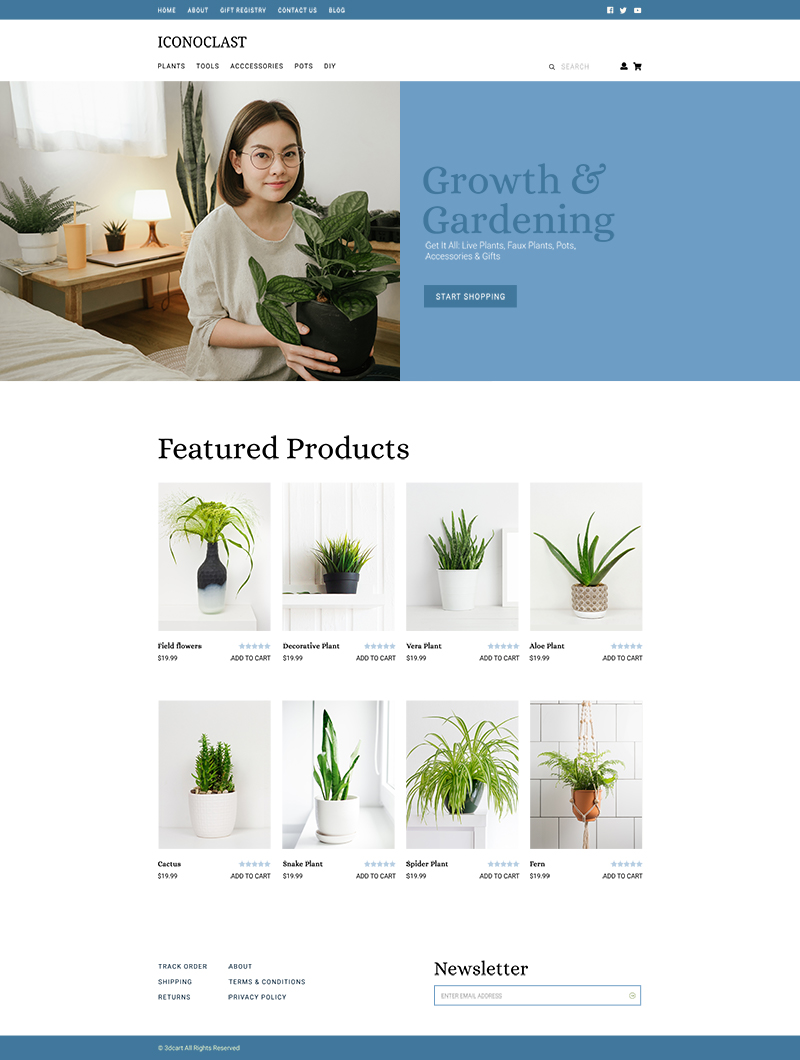 HOME ABOUT GIFT REGISTRY CONTACT US BLOG
ICONOCLAST
PLANTS TOOLS ACCCESSORIES POTS DIY
SEARCH
Growth &
Gardening
Get It All: Live Plants, Faux Plants, Pots,
Accessories & Gifts
START SHOPPING
Featured Products
Field flowers
$19.99 ADD TO CART
Decorative Plant
$19.99 ADD TO CART
Vera Plant
$19.99 ADD TO CART
Aloe Plant
$19.99 ADD TO CART
Cactus
$19.99 ADD TO CART
Snake Plant
$19.99 ADD TO CART
Spider Plant
$19.99 ADD TO CART
Fern
$19.99 ADD TO CART
TRACK ORDER
SHIPPING
RETURNS
ABOUT
TERMS & CONDITIONS
PRIVACY POLICY
Newsletter
ENTER EMAIL ADDRESS
© 3dcart All Rights Reserved